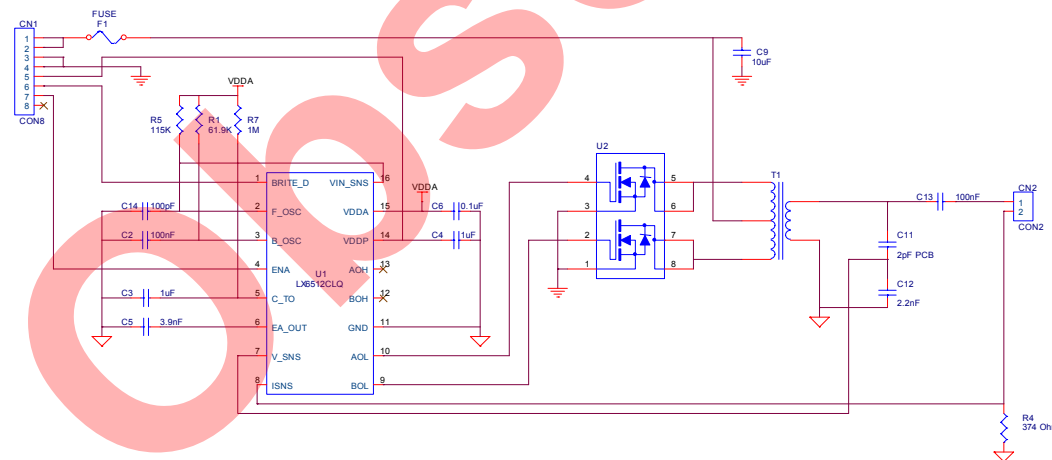 FUSE
CN1
F1
1
2
3
4
5
6
7
8
CON8
C9
10uF
VDDA
R5
115K
R1
61.9K
R7
1M
U2
4
3
2
1
5
6
7
8
T1
C13
100nF
CN2
1
2
CON2
C11
2pF PCB
C12
2.2nF
1
BRITE_D
VIN_SNS
16
VDDA
C14
100pF
2
F_OSC
VDDA
15
C6
0.1uF
C2
100nF
3
B_OSC
VDDP
14
C4
1uF
4
ENA
U1
LX6512CLQ
AOH
13
C3
1uF
5
C_TO
BOH
12
C5
3.9nF
6
EA_OUT
GND
11
7
V_SNS
AOL
10
8
ISNS
BOL
9
R4
374 Oh
Obso